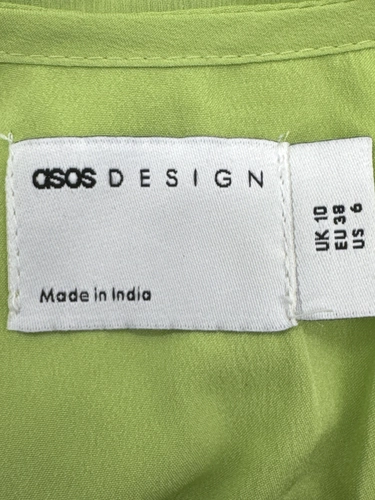 asos DESIGN
Made in India
UK 10
EU 38
US 6